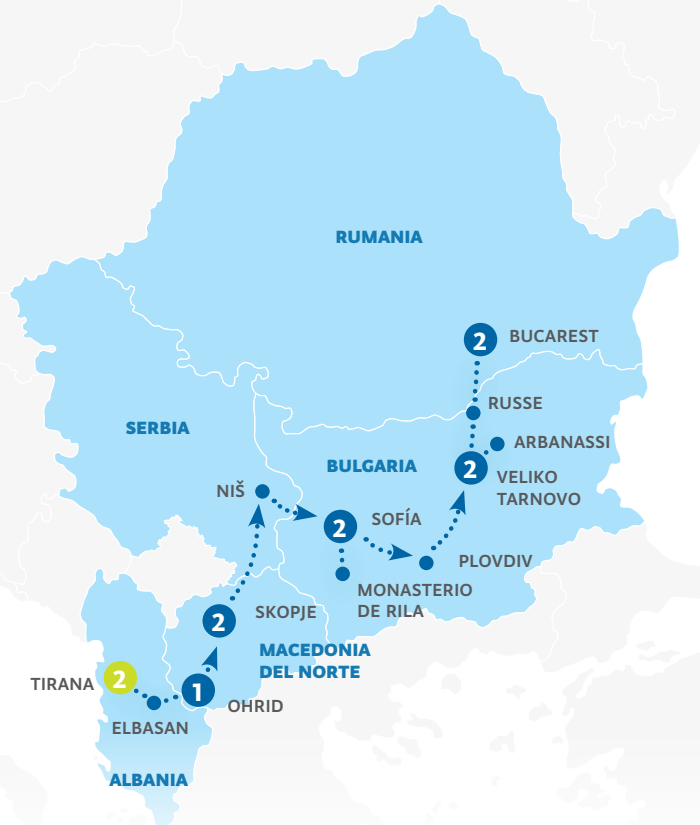 RUMANIA
2
BUCAREST
RUSSE
SERBIA
ARBANASSI
BULGARIA
2
VELIKO
TARNOVO
NIŠ
2
SOFÍA
PLOVDIV
MONASTERIO
DE RILA
2
SKOPJE
MACEDONIA
DEL NORTE
TIRANA
2
1
OHRID
ELBASAN
ALBANIA